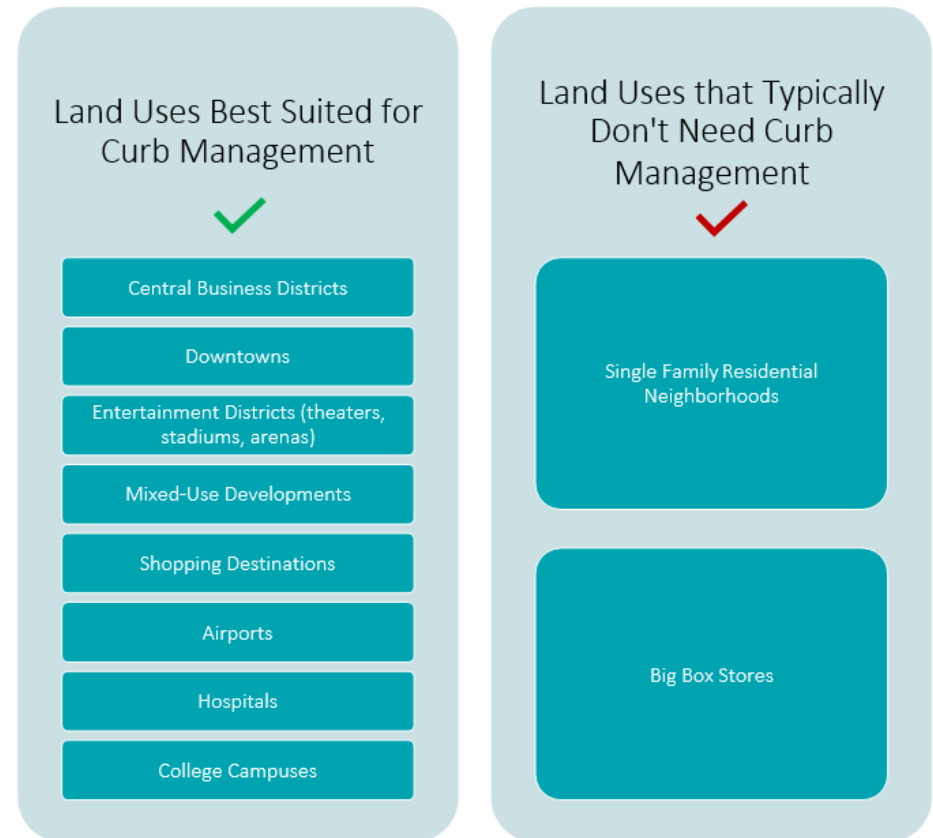 Land Uses Best Suited for
Curb Management
Central Business Districts
Downtowns
Entertainment Districts (theaters,
stadiums, arenas)
Mixed-Use Developments
Shopping Destinations
Airports
Hospitals
College Campuses
Land Uses that Typically
Don't Need Curb
Management
Single Family Residential
Neighborhoods
Big Box Stores